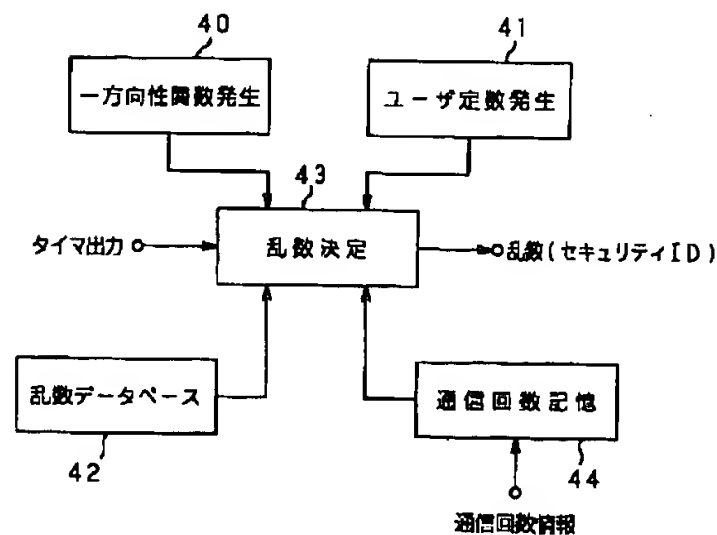 40
一方向性関数発生
41
ユーザ定数発生
43
乱数決定
タイマ出力
乱数(セキュリティID)
乱数データベース
42
通信回数記憶
44
通信回数情報